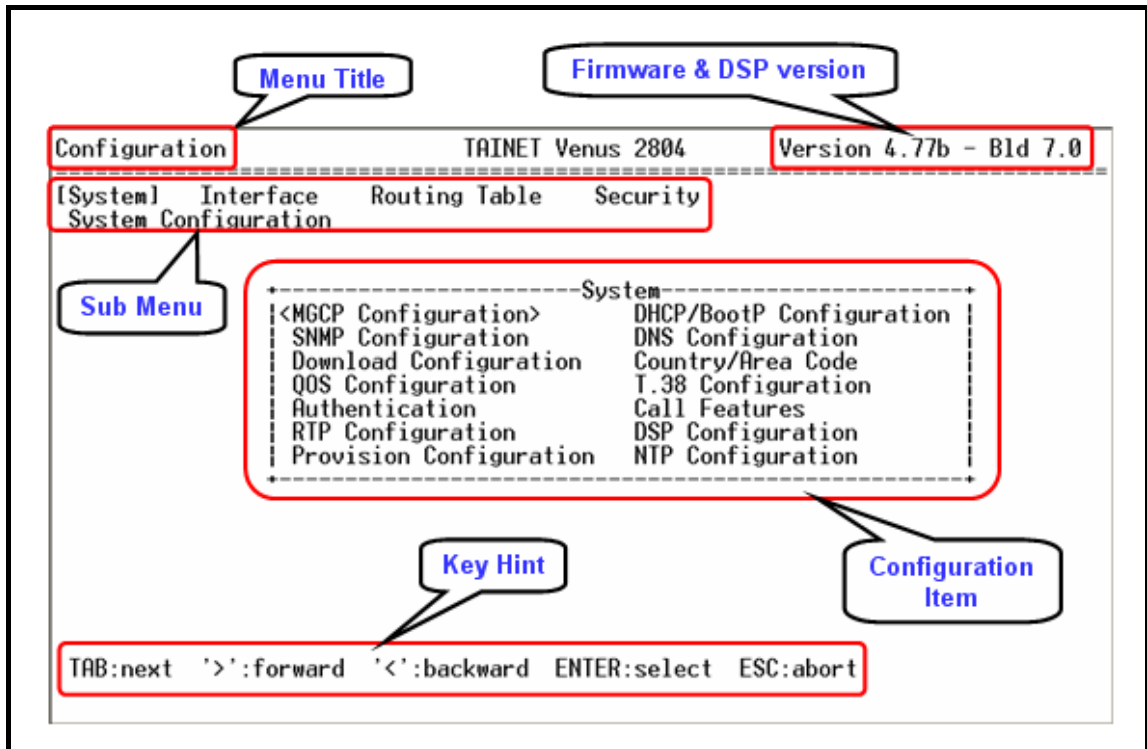 Menu Title
Firmware & DSP version
Configuration TAINET Venus 2804 Version 4.77b - Bld 7.0
[System] Interface Routing Table Security
System Configuration
Sub Menu
System
<MGCP Configuration> DHCP/BootP Configuration
SNMP Configuration DNS Configuration
Download Configuration Country/Area Code
QOS Configuration T.38 Configuration
Authentication Call Features
RTP Configuration DSP Configuration
Provision Configuration NTP Configuration
Key Hint
Configuration
Item
TAB:next '>':forward '<':backward ENTER:select ESC:abort